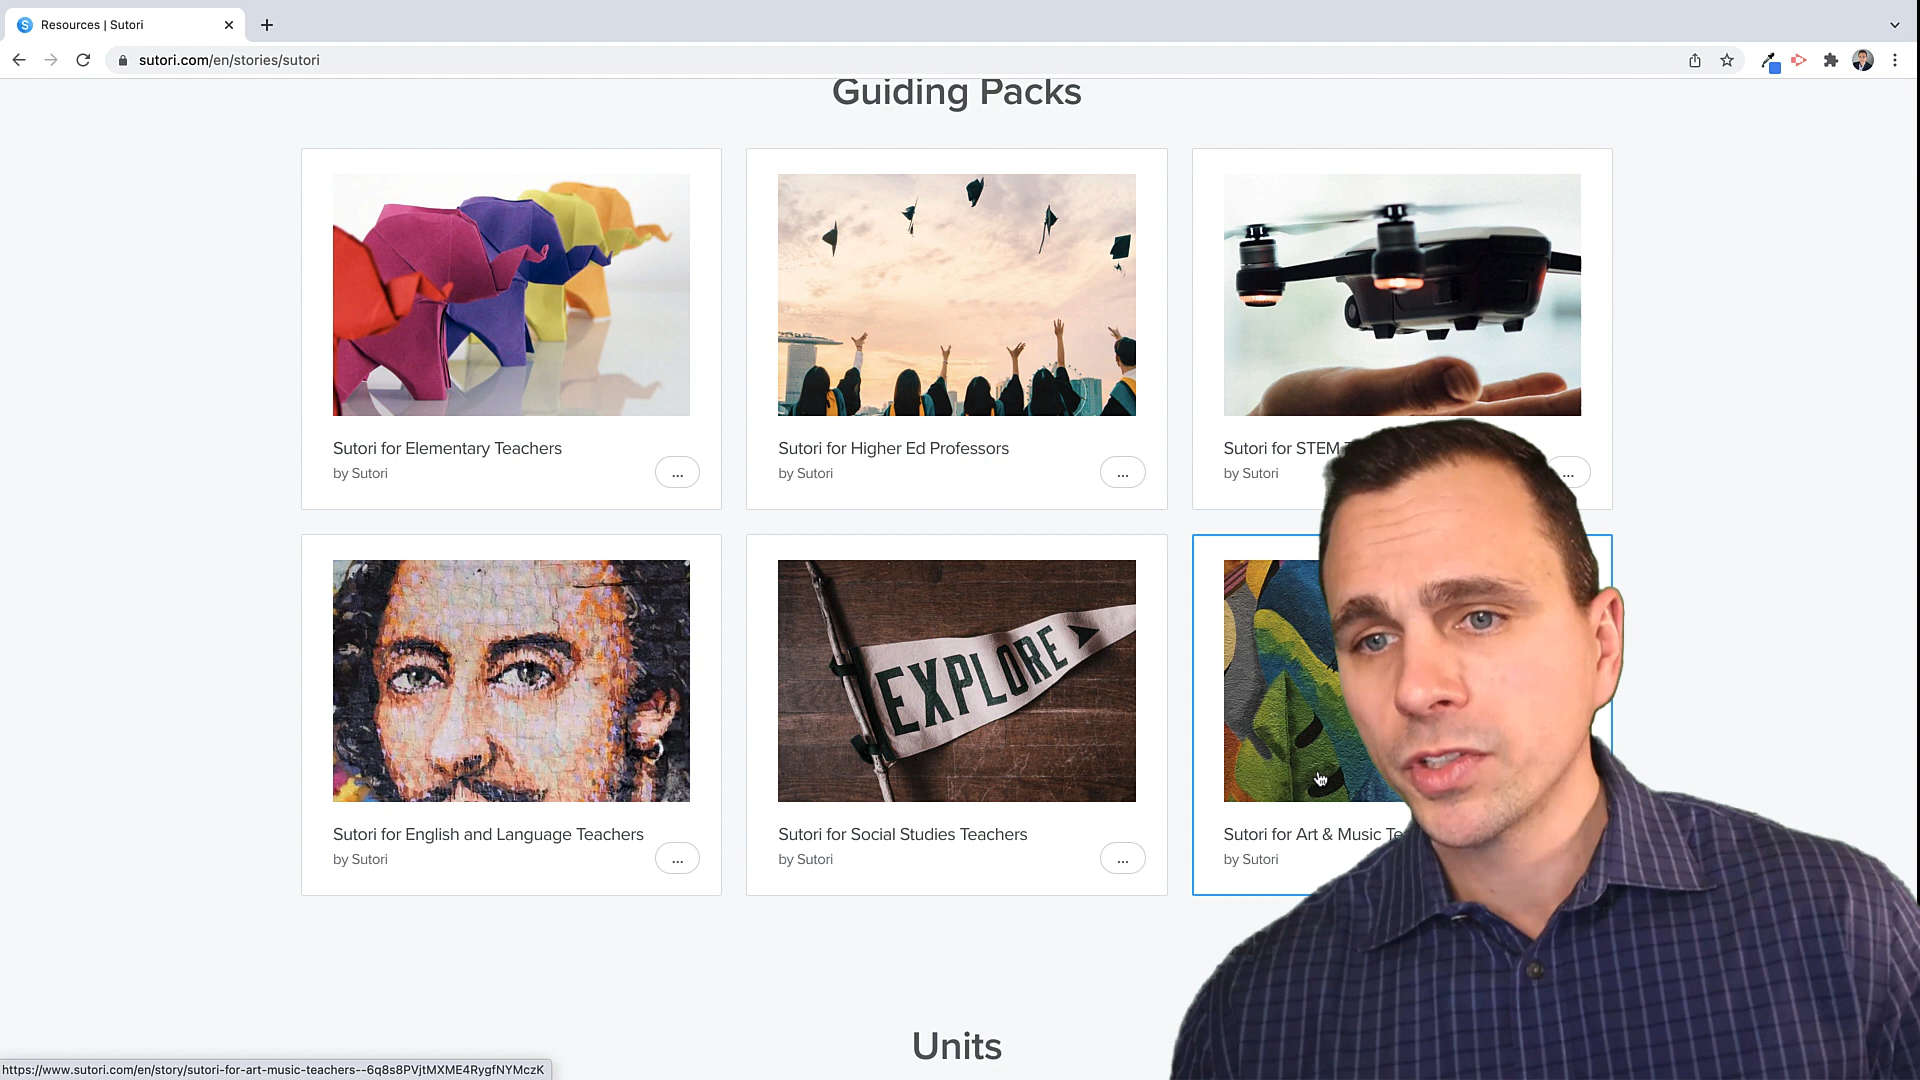 Resources | Sutori
sutori.com/en/stories/sutori
Guiding Packs
Sutori for Elementary Teachers
by Sutori
...
Sutori for Higher Ed Professors
by Sutori
...
Sutori for STEM
by Sutori
...
EXPLORE
Sutori for English and Language Teachers
by Sutori
...
Sutori for Social Studies Teachers
by Sutori
...
Sutori for Art & Music Te
by Sutori
Units
https://www.sutori.com/en/story/sutori-for-art-music-teachers--6q8s8PVjtMXME4RygfNYMczK